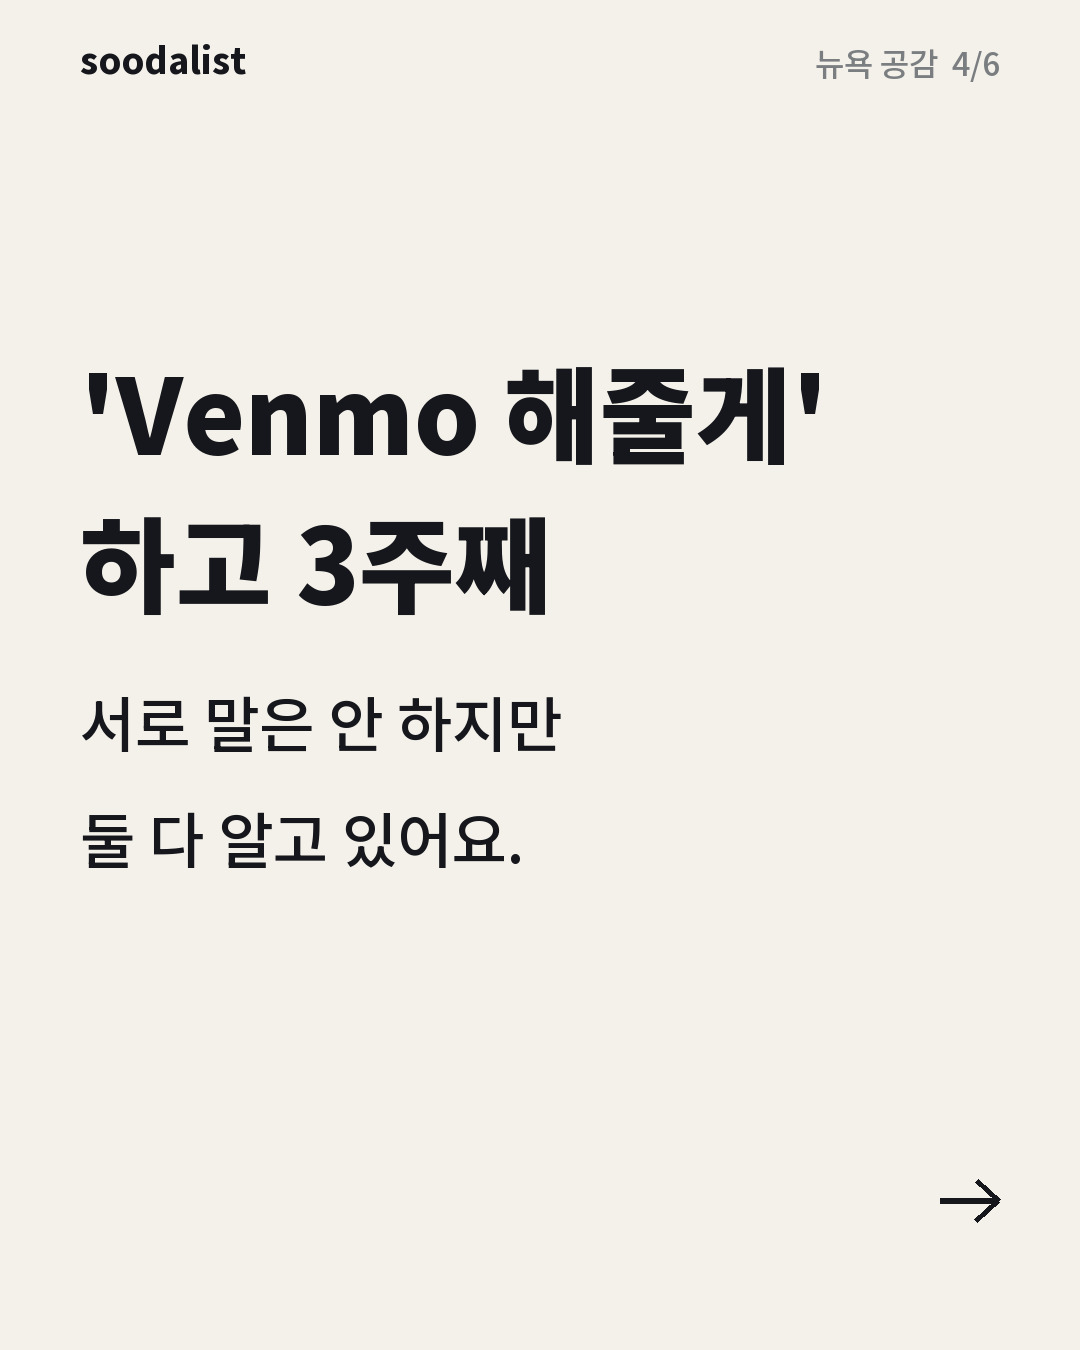 soodalist
뉴욕 공감 4/6
'Venmo 해줄게'
하고 3주째
서로 말은 안 하지만
둘 다 알고 있어요.